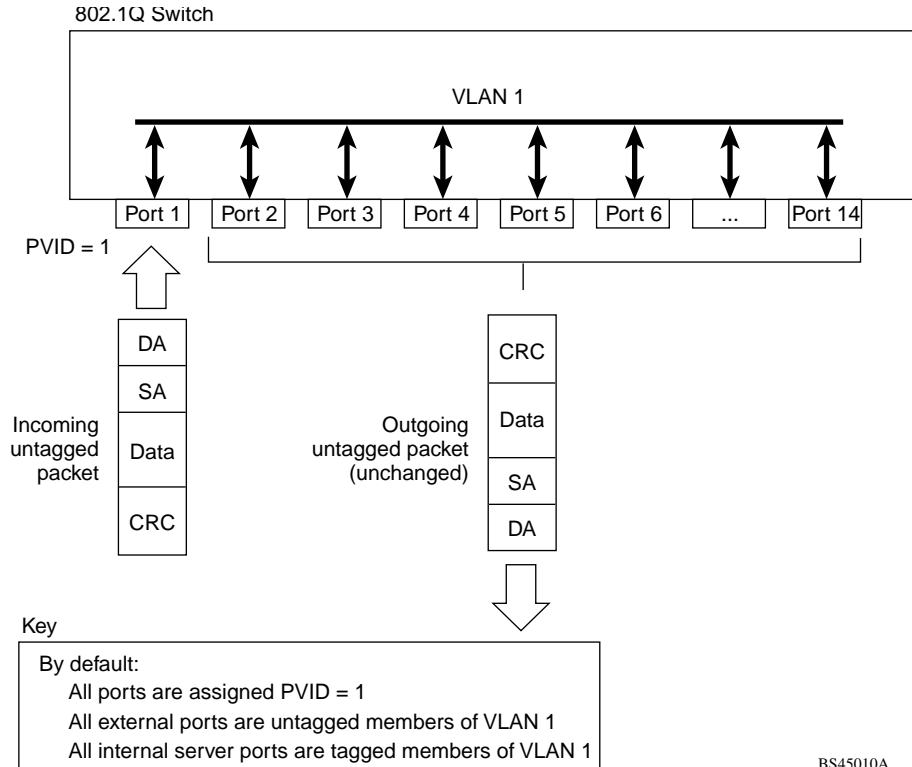 802.1Q Switch
VLAN 1
Port 1
Port 2
Port 3
Port 4
Port 5
Port 6
...
Port 14
PVID = 1
DA
SA
Data
CRC
Incoming
untagged
packet
CRC
Data
SA
DA
Outgoing
untagged packet
(unchanged)
Key
By default:
All ports are assigned PVID = 1
All external ports are untagged members of VLAN 1
All internal server ports are tagged members of VLAN 1
BS45010A